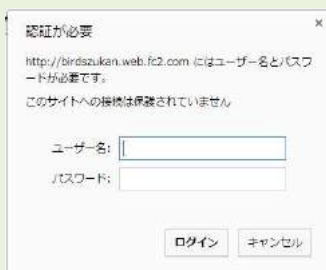 認証が必要
×
http://birdszukan.web.fc2.com にはユーザー名とパスワ
ードが必要です。
このサイトへの接続は保護されていません
ユーザー名:
パスワード:
ログイン キャンセル